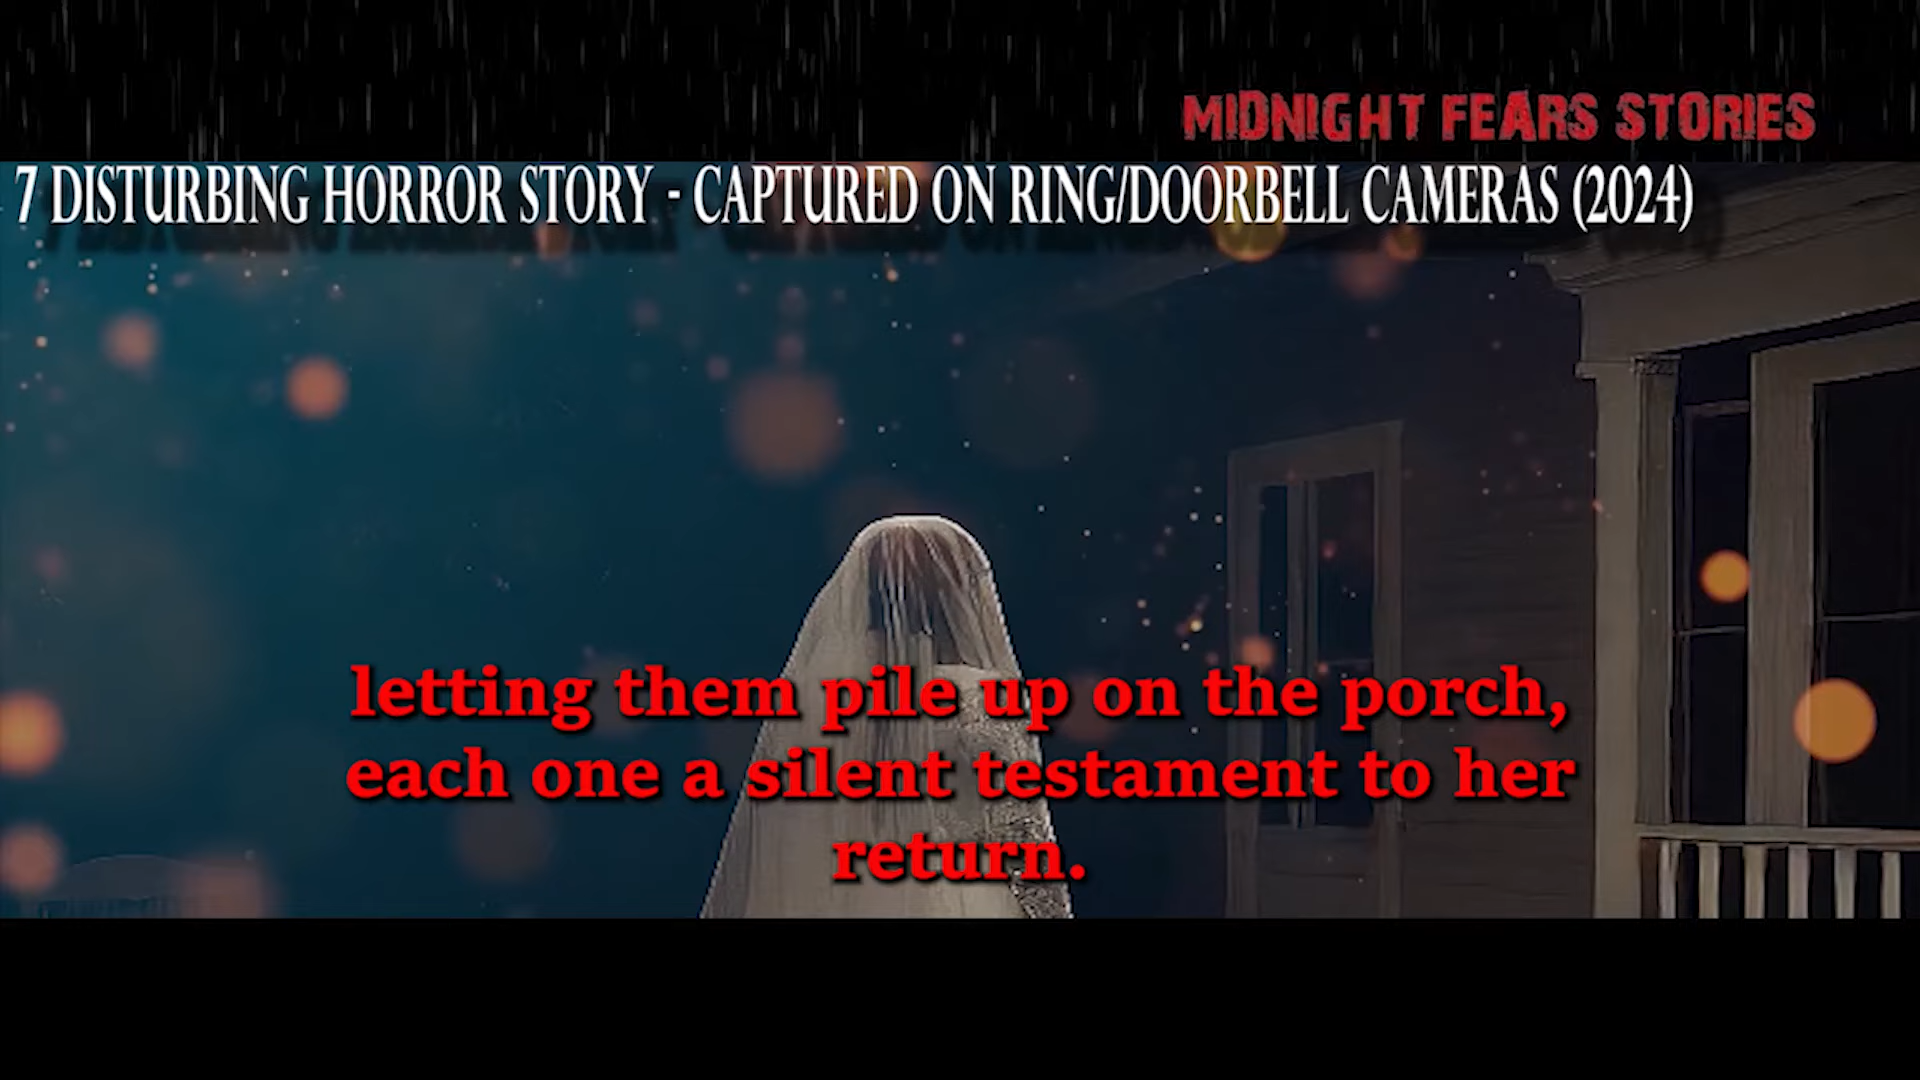 MIDNIGHT FEARS STORIES
7 DISTURBING HORROR STORY - CAPTURED ON RING/DOORBELL CAMERAS (2024)
letting them pile up on the porch,
each one a silent testament to her
return.